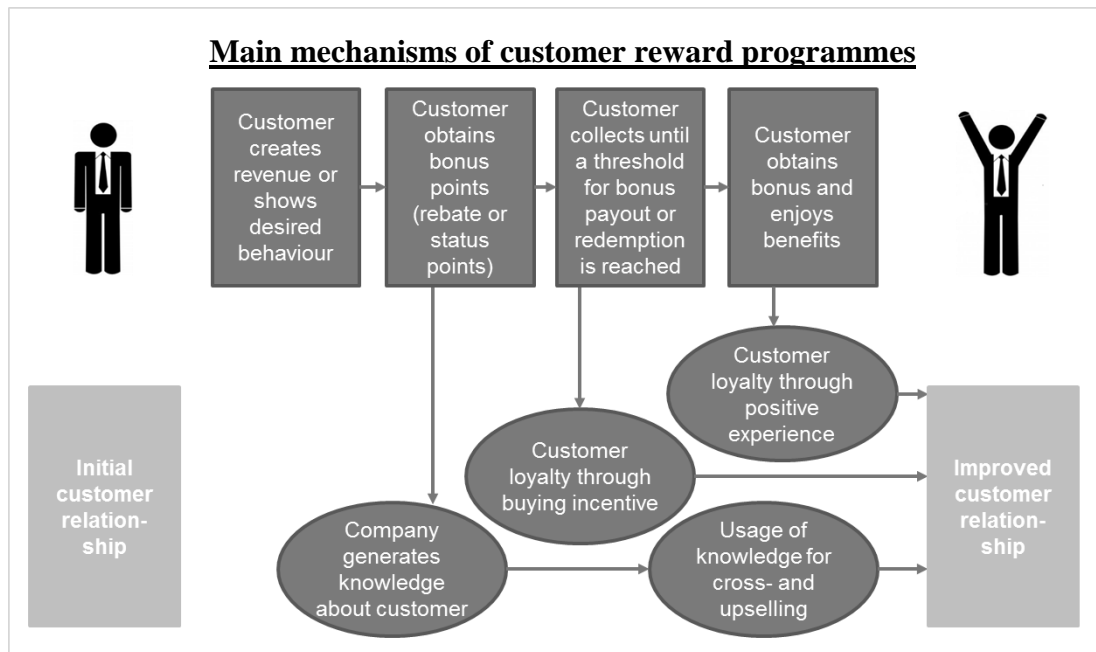 Main mechanisms of customer reward programmes
Customer
creates
revenue or
shows
desired
behaviour
Customer
obtains
bonus
points
(rebate or
status
points)
Customer
collects until
a threshold
for bonus
payout or
redemption
is reached
Customer
obtains
bonus and
enjoys
benefits
Customer
loyalty through
positive
experience
Customer
loyalty through
buying incentive
Initial
customer
relation-
ship
Company
generates
knowledge
about customer
Usage of
knowledge for
cross- and
upselling
Improved
customer
relation-
ship